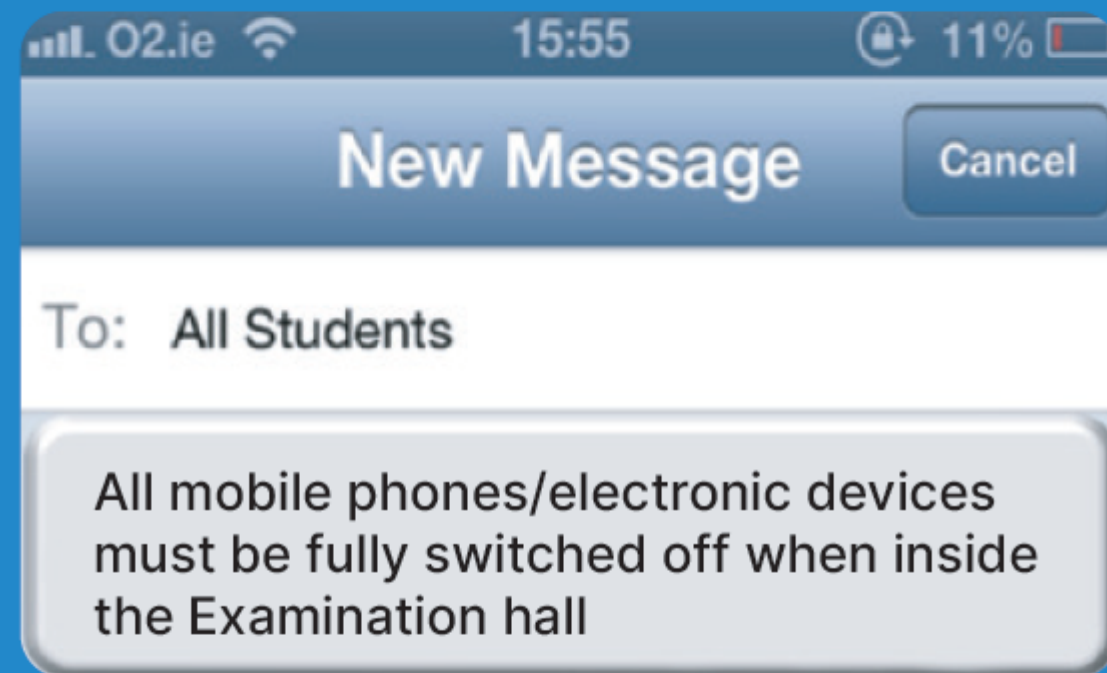 O2.ie 15:55 11%
New Message Cancel
To: All Students
All mobile phones/electronic devices
must be fully switched off when inside
the Examination hall